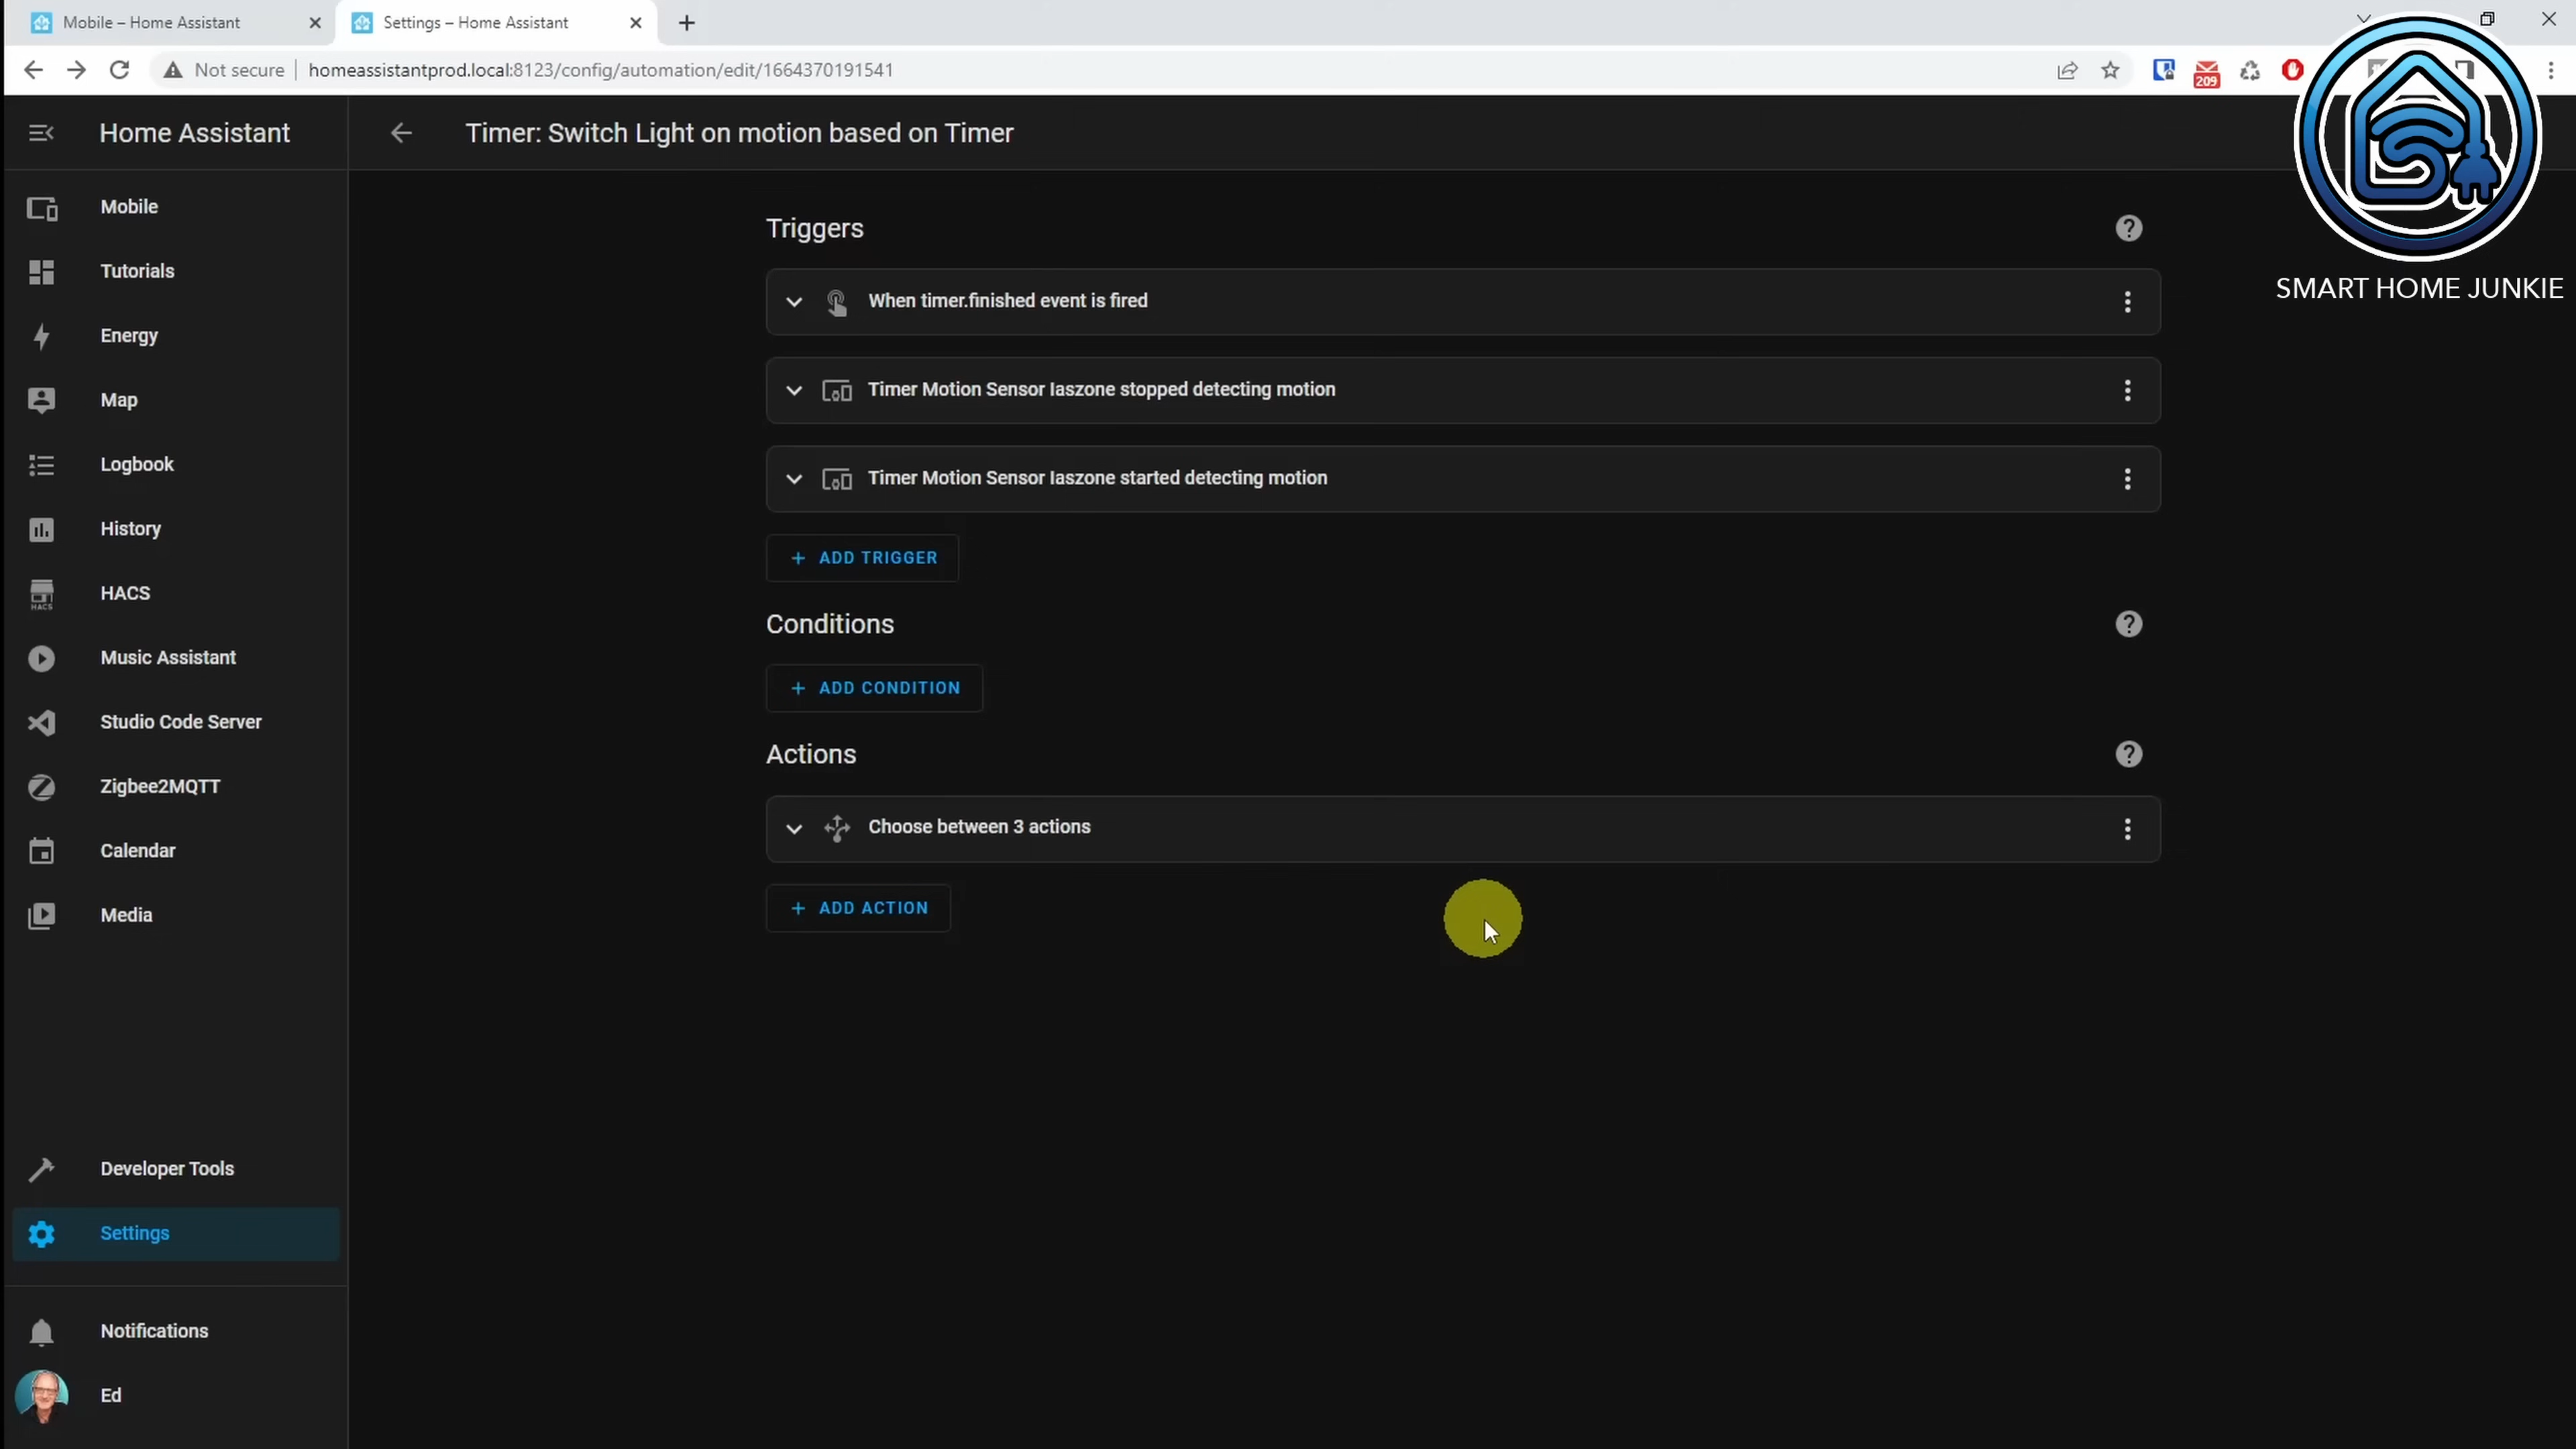 Mobile – Home Assistant
Settings – Home Assistant
Not secure
homeassistantprod.local:8123/config/automation/edit/1664370191541
209
SMART HOME JUNKIE
Home Assistant
Timer: Switch Light on motion based on Timer
Mobile
Tutorials
Energy
Map
Logbook
History
HACS
HACS
Music Assistant
Studio Code Server
Zigbee2MQTT
Calendar
Media
Developer Tools
Settings
Notifications
Ed
Triggers
When timer.finished event is fired
Timer Motion Sensor Iaszone stopped detecting motion
Timer Motion Sensor Iaszone started detecting motion
+ ADD TRIGGER
Conditions
+ ADD CONDITION
Actions
Choose between 3 actions
+ ADD ACTION